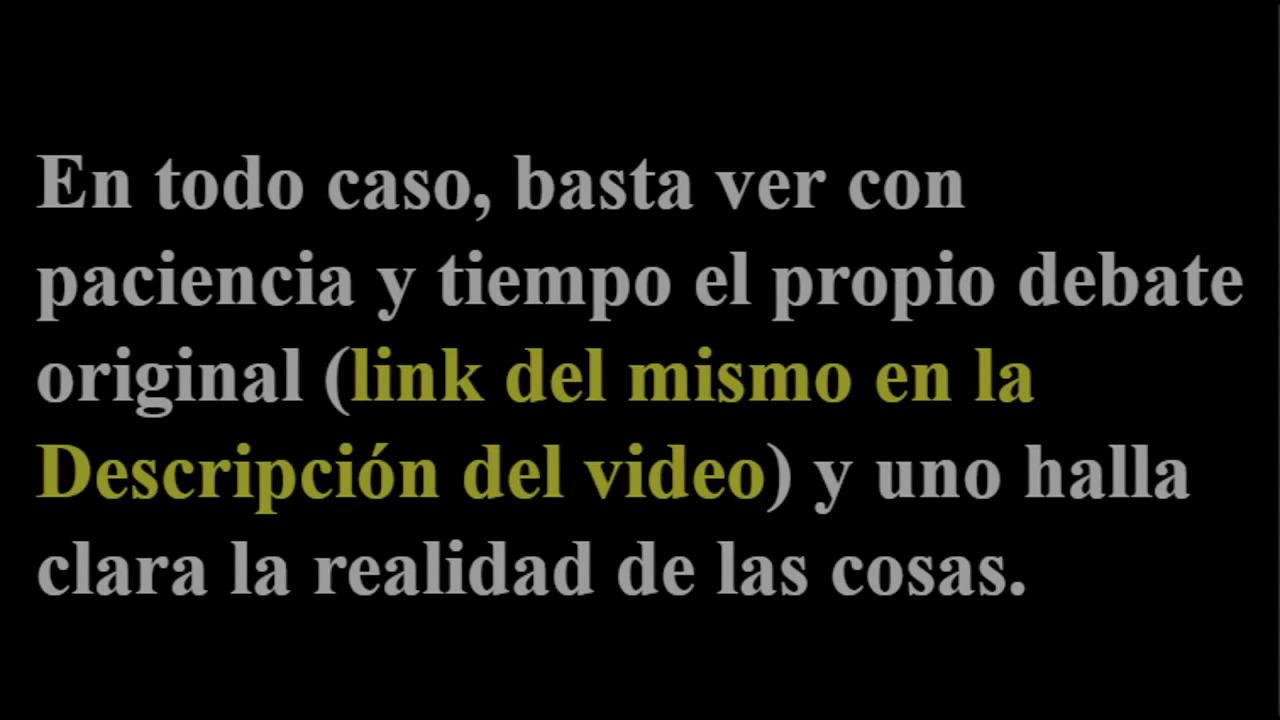 En todo caso, basta ver con
paciencia y tiempo el propio debate
original (link del mismo en la
Descripción del video) y uno halla
clara la realidad de las cosas.